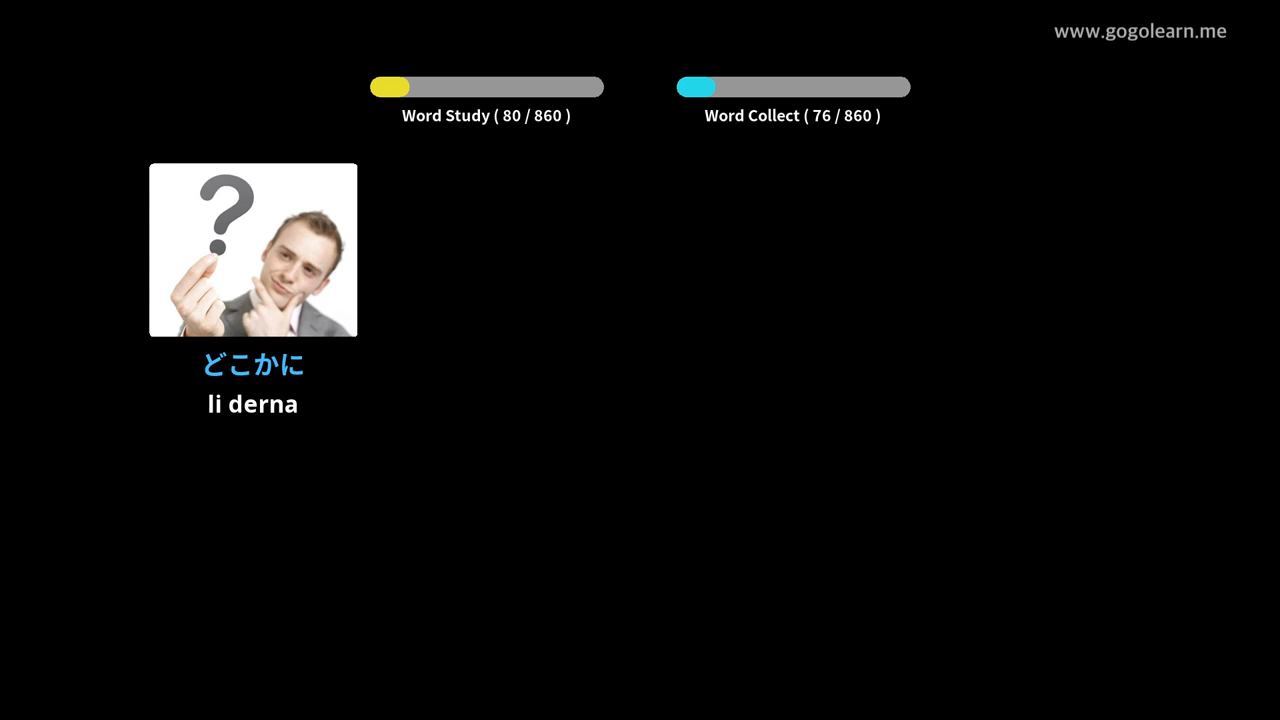 www.gogolearn.me
Word Study ( 80 / 860 )
Word Collect ( 76 / 860 )
?
どこかに
li derna